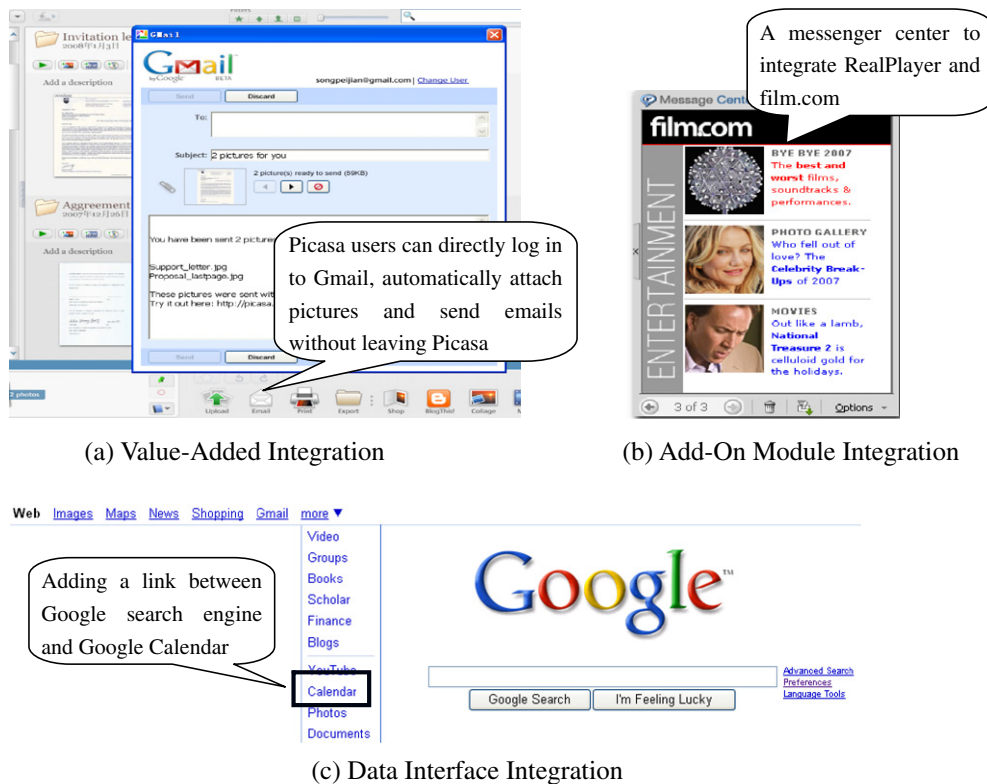 Invitation le
2008年1月3日
Add a description
Aggreement
2007年12月26日
Add a description
2 photos
GMail
Gmail
by Google BETA
songpeijian@gmail.com | Change User
Send Discard
To:
Subject: 2 pictures for you
2 picture(s) ready to send (59KB)
You have been sent 2 pictures
Support_letter.jpg
Proposal_lastpage.jpg
These pictures were sent wit
Try it out here: http://picasa.
Send Discard
Upload Email Print Export Shop BlogThis! Collage M
Picasa users can directly log in
to Gmail, automatically attach
pictures and send emails
without leaving Picasa
(a) Value-Added Integration
A messenger center to
integrate RealPlayer and
film.com
Message Cent
film.com
ENTERTAINMENT
BYE BYE 2007
The best and
worst films,
soundtracks &
performances.
PHOTO GALLERY
Who fell out of
love? The
Celebrity Break-
Ups of 2007
MOVIES
Out like a lamb,
National
Treasure 2 is
celluloid gold for
the holidays.
3 of 3 Options
(b) Add-On Module Integration
Web Images Maps News Shopping Gmail more ▼
Video
Groups
Books
Scholar
Finance
Blogs
YouTube
Calendar
Photos
Documents
Adding a link between
Google search engine
and Google Calendar
Google™
Google Search I'm Feeling Lucky
Advanced Search
Preferences
Language Tools
(c) Data Interface Integration